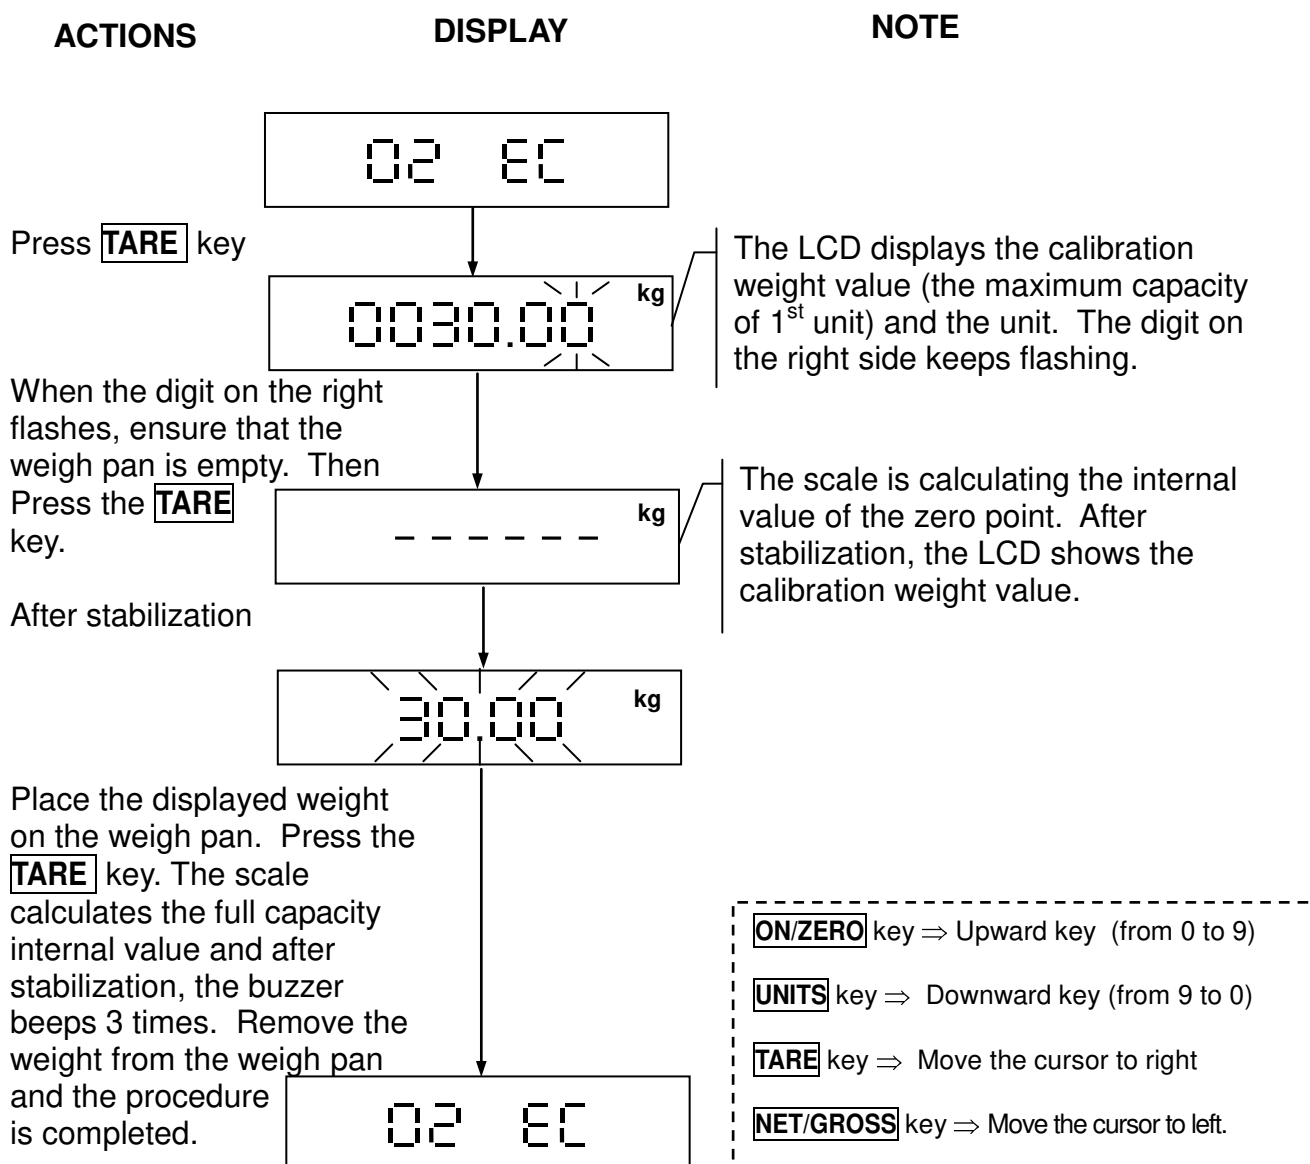 ACTIONS DISPLAY NOTE
02 EC
Press TARE key
0030.00 kg
The LCD displays the calibration
weight value (the maximum capacity
of 1st unit) and the unit. The digit on
the right side keeps flashing.
When the digit on the right
flashes, ensure that the
weigh pan is empty. Then
Press the TARE
key.
------ kg
The scale is calculating the internal
value of the zero point. After
stabilization, the LCD shows the
calibration weight value.
After stabilization
30.00 kg
Place the displayed weight
on the weigh pan. Press the
TARE key. The scale
calculates the full capacity
internal value and after
stabilization, the buzzer
beeps 3 times. Remove the
weight from the weigh pan
and the procedure
is completed.
02 EC
ON/ZERO key ⇒ Upward key (from 0 to 9)
UNITS key ⇒ Downward key (from 9 to 0)
TARE key ⇒ Move the cursor to right
NET/GROSS key ⇒ Move the cursor to left.